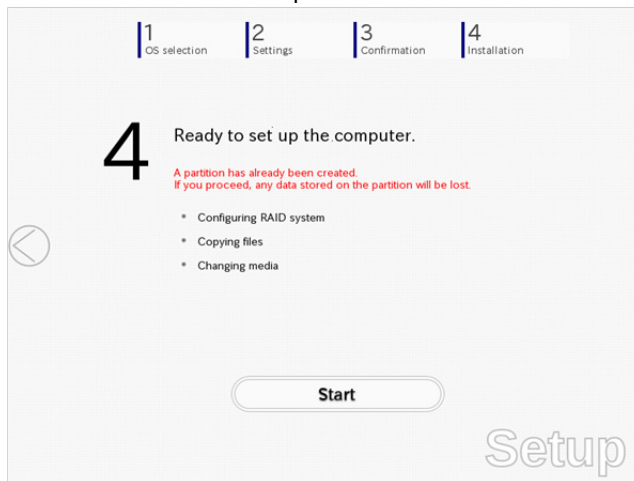 1
OS selection
2
Settings
3
Confirmation
4
Installation
4
Ready to set up the computer.
A partition has already been created.
If you proceed, any data stored on the partition will be lost.
• Configuring RAID system
• Copying files
• Changing media
Start
Setup